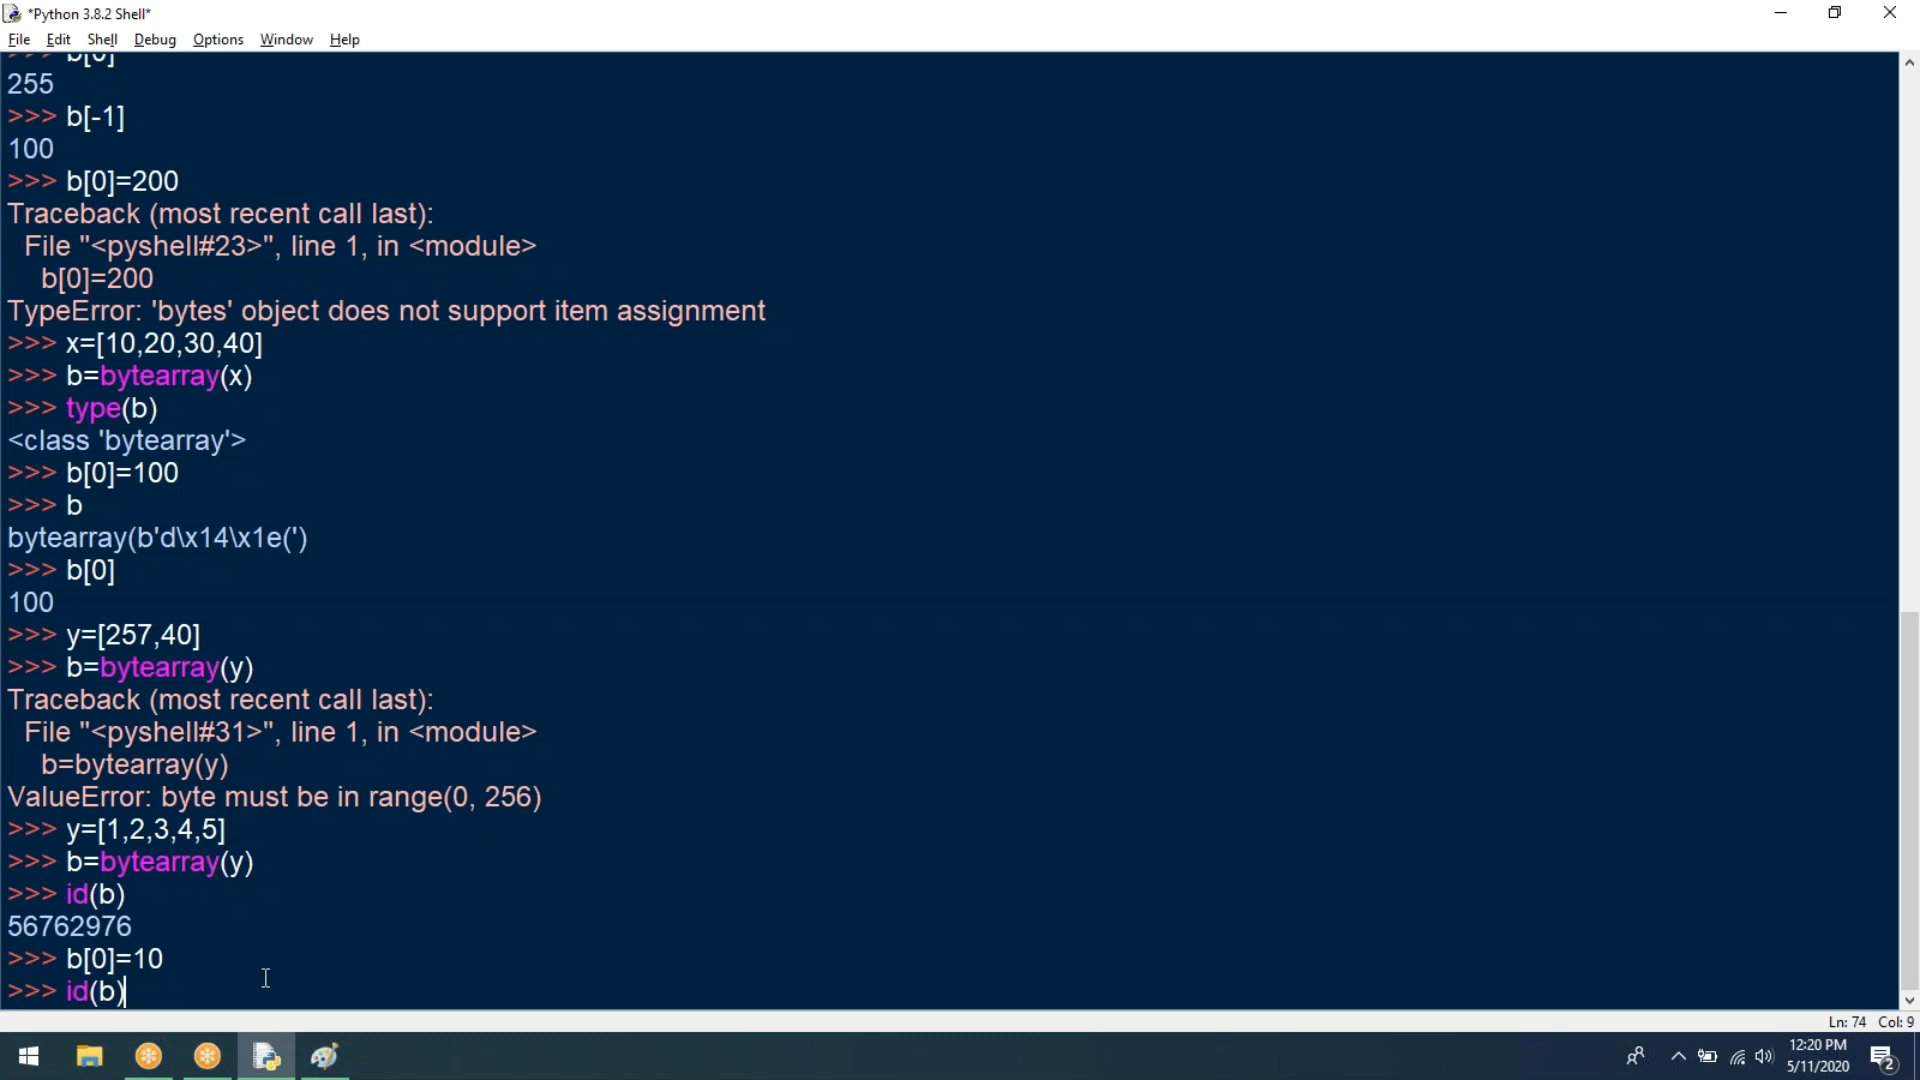 *Python 3.8.2 Shell*
File Edit Shell Debug Options Window Help
>>> b[0]
255
>>> b[-1]
100
>>> b[0]=200
Traceback (most recent call last):
  File "<pyshell#23>", line 1, in <module>
    b[0]=200
TypeError: 'bytes' object does not support item assignment
>>> x=[10,20,30,40]
>>> b=bytearray(x)
>>> type(b)
<class 'bytearray'>
>>> b[0]=100
>>> b
bytearray(b'd\x14\x1e(')
>>> b[0]
100
>>> y=[257,40]
>>> b=bytearray(y)
Traceback (most recent call last):
  File "<pyshell#31>", line 1, in <module>
    b=bytearray(y)
ValueError: byte must be in range(0, 256)
>>> y=[1,2,3,4,5]
>>> b=bytearray(y)
>>> id(b)
56762976
>>> b[0]=10
>>> id(b)
Ln: 74 Col: 9
12:20 PM
5/11/2020
2